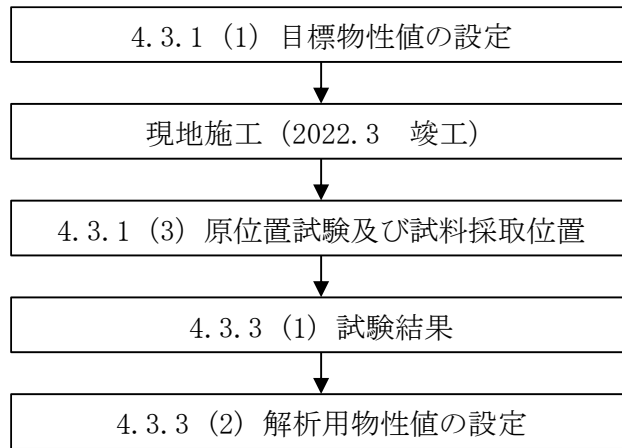 4.3.1 (1) 目標物性値の設定
現地施工 (2022.3　竣工)
4.3.1 (3) 原位置試験及び試料採取位置
4.3.3 (1) 試験結果
4.3.3 (2) 解析用物性値の設定